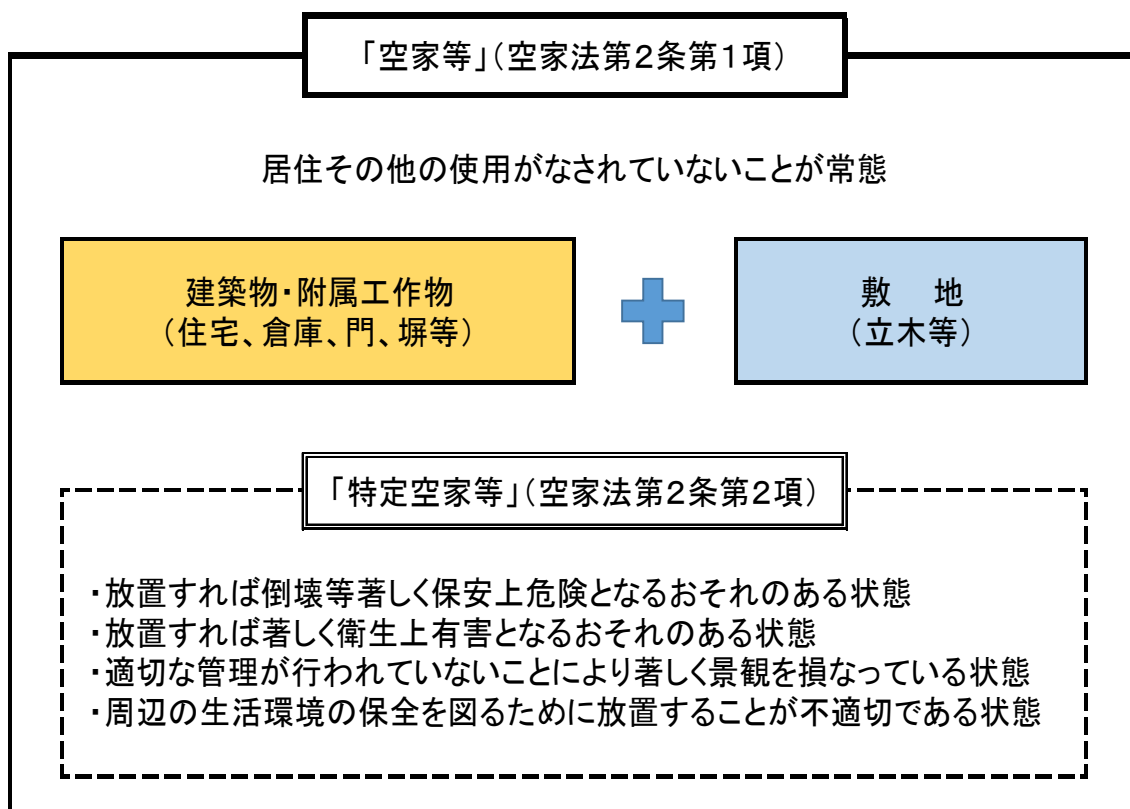 「空家等」（空家法第２条第１項）
居住その他の使用がなされていないことが常態
建築物・附属工作物
（住宅、倉庫、門、塀等）
敷　地
（立木等）
「特定空家等」（空家法第２条第２項）
・放置すれば倒壊等著しく保安上危険となるおそれのある状態
・放置すれば著しく衛生上有害となるおそれのある状態
・適切な管理が行われていないことにより著しく景観を損なっている状態
・周辺の生活環境の保全を図るために放置することが不適切である状態